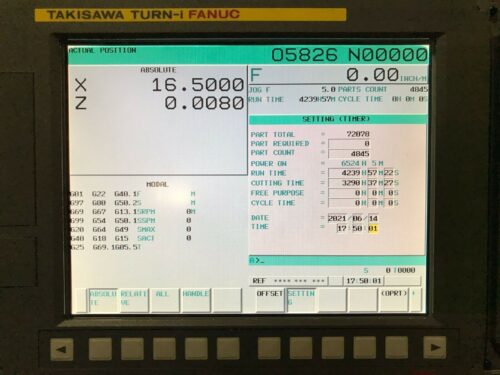 TAKISAWA TURN-i FANUC
ACTUAL POSITION
O5826 N00000
ABSOLUTE
X 16.5000
Z 0.0080
F 0.00 INCH/M
JOG F 5.0 PARTS COUNT 4845
RUN TIME 4239H57M CYCLE TIME 0H 0M 0S
SETTING (TIMER)
PART TOTAL = 72078
PART REQUIRED = 0
PART COUNT = 4845
POWER ON = 6524 H 5 M
RUN TIME = 4239 H 57 M 22 S
CUTTING TIME = 3290 H 37 M 27 S
FREE PURPOSE = 0 H 0 M 0 S
CYCLE TIME = 0 H 0 M 0 S
DATE = 2021/06/14
TIME = 17:50:01
MODAL
G01 G22 G40.1 F M
G97 G80 G50.2 S M
G69 G67 G13.1 SRPM 0 M
G99 G54 G50.1 SSPM 0
G20 G64 G49 SMAX 0
G40 G18 G15 SACT 0
G25 G69.1 G05.5 T
A>_
S 0 T0000
REF **** *** *** 17:50:01
ABSOLUTE RELATIVE ALL HANDLE OFFSET SETTING (OPRT) +